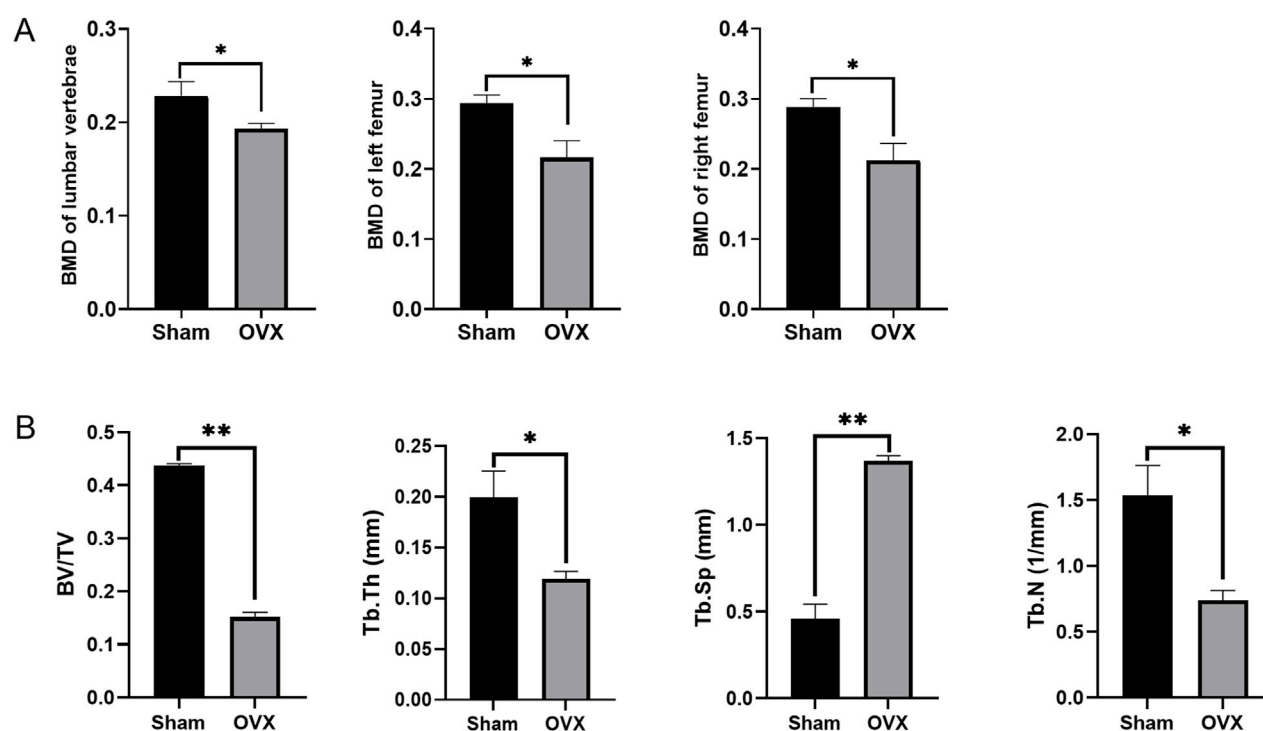 A
BMD of lumbar vertebrae
0.3
0.2
0.1
0.0
*
Sham OVX
BMD of left femur
0.4
0.3
0.2
0.1
0.0
*
Sham OVX
BMD of right femur
0.4
0.3
0.2
0.1
0.0
*
Sham OVX
B
BV/TV
0.5
0.4
0.3
0.2
0.1
0.0
**
Sham OVX
Tb.Th (mm)
0.25
0.20
0.15
0.10
0.05
0.00
*
Sham OVX
Tb.Sp (mm)
1.5
1.0
0.5
0.0
**
Sham OVX
Tb.N (1/mm)
2.0
1.5
1.0
0.5
0.0
*
Sham OVX